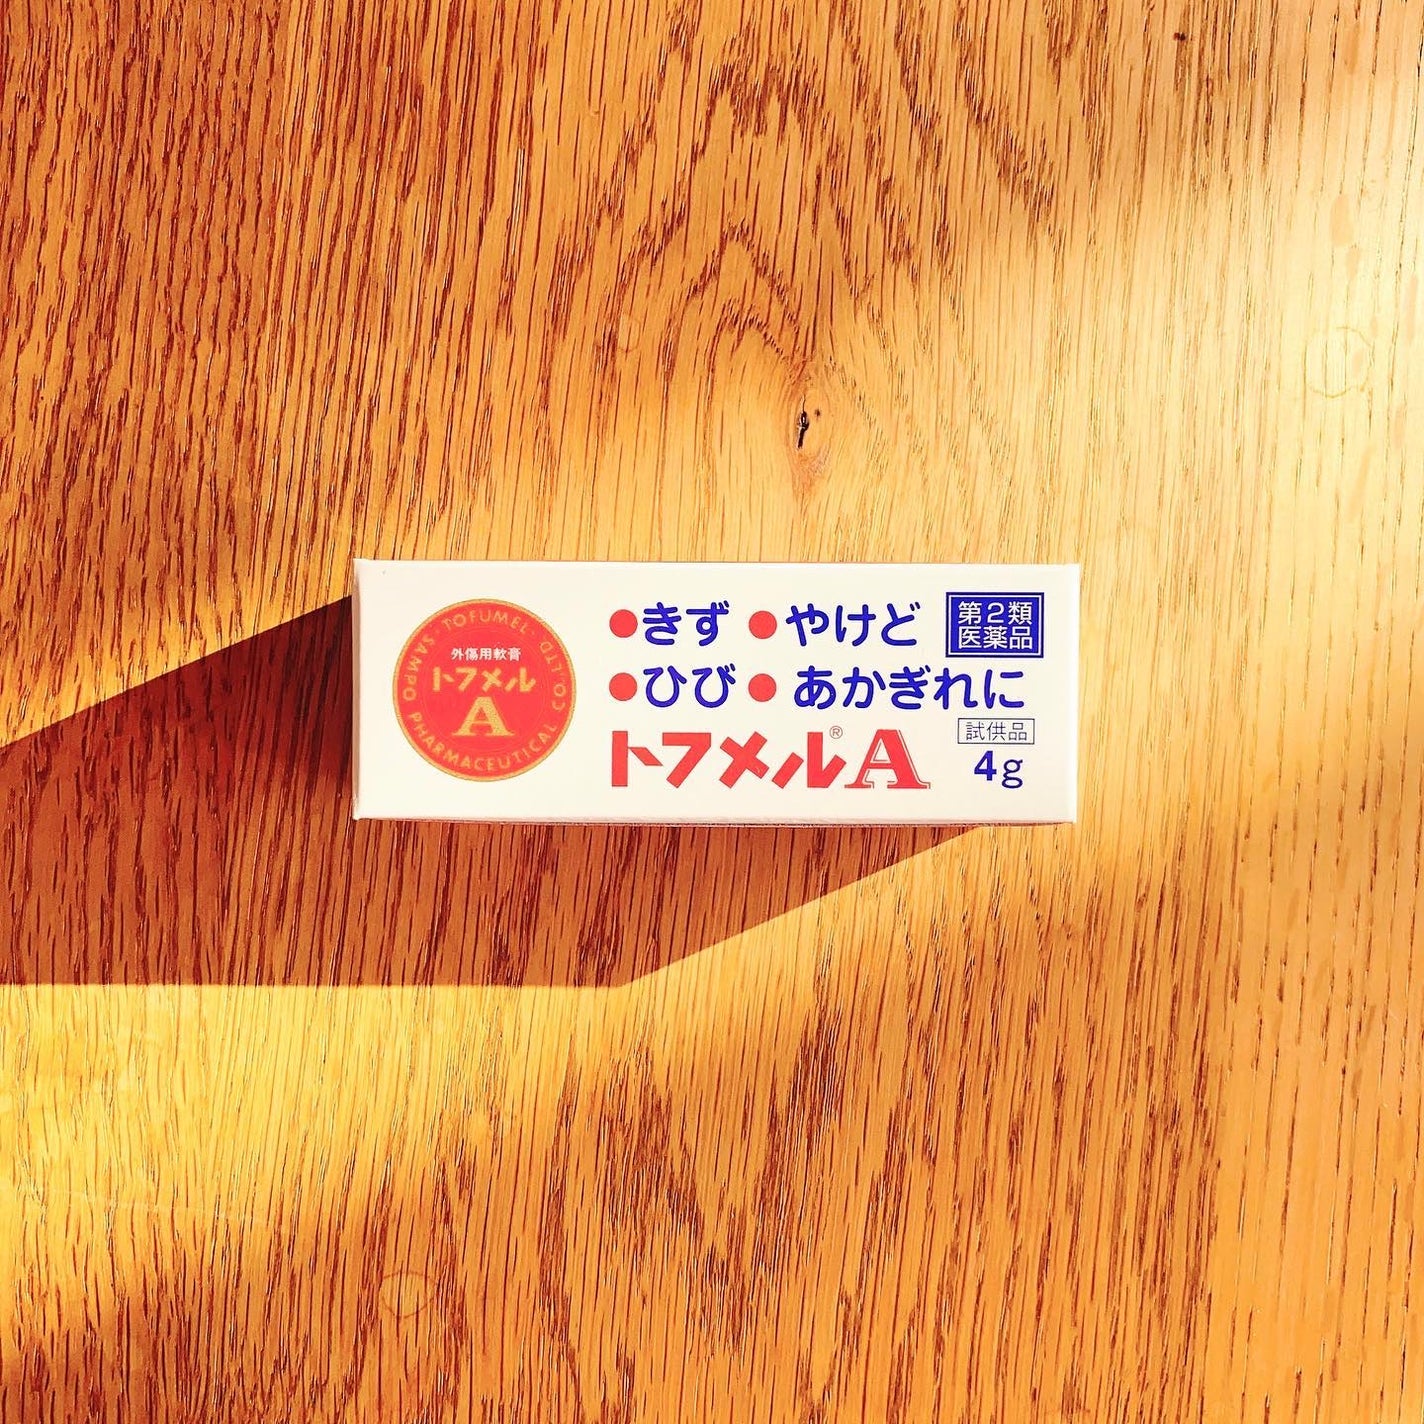 TOFUMEL
SAMPO PHARMACEUTICAL CO.,LTD.
外傷用軟膏
トフメル
A
●きず ●やけど
●ひび ● あかぎれに
トフメル®A
第2類
医薬品
試供品
4g